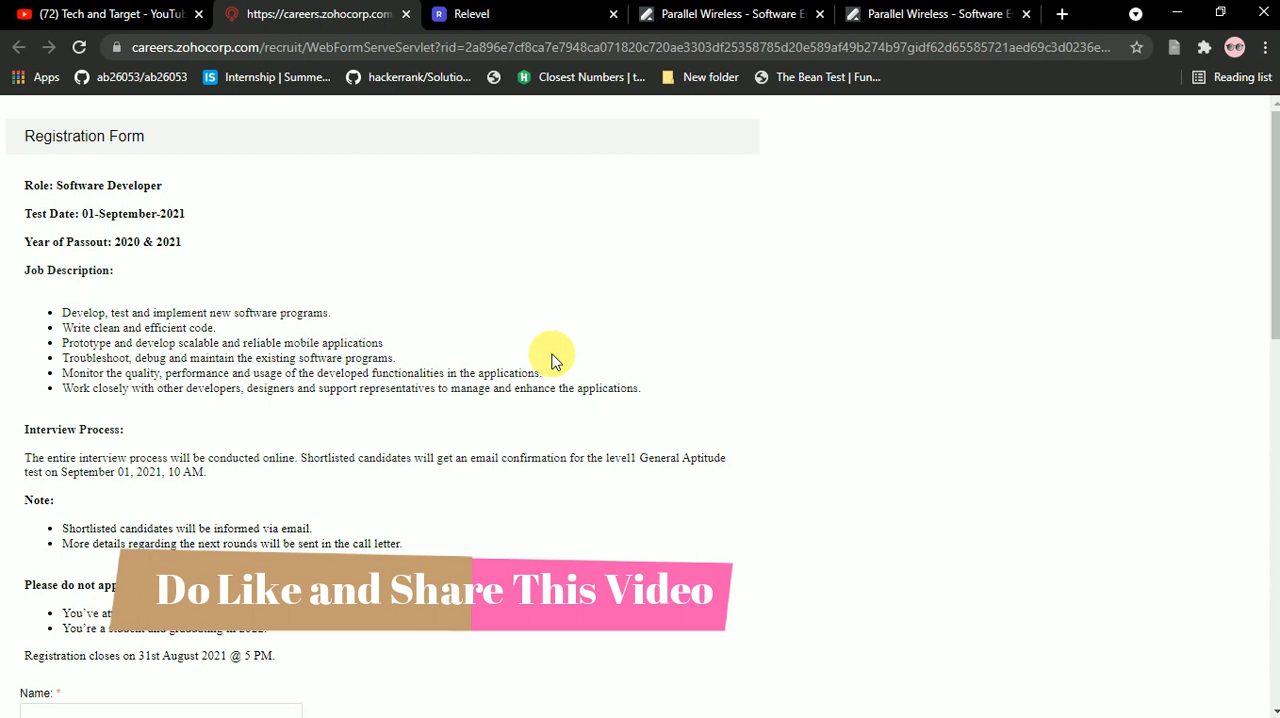 (72) Tech and Target - YouTu
https://careers.zohocorp.com
Relevel
Parallel Wireless - Software E
Parallel Wireless - Software E
careers.zohocorp.com/recruit/WebFormServeServlet?rid=2a896e7cf8ca7e7948ca071820c720ae3303df25358785d20e589af49b274b97gidf62d65585721aed69c3d0236e...
Apps
ab26053/ab26053
IS
Internship | Summe...
hackerrank/Solutio...
Closest Numbers | t...
New folder
The Bean Test | Fun...
Reading list
Registration Form
Role: Software Developer
Test Date: 01-September-2021
Year of Passout: 2020 & 2021
Job Description:
Develop, test and implement new software programs.
Write clean and efficient code.
Prototype and develop scalable and reliable mobile applications
Troubleshoot, debug and maintain the existing software programs.
Monitor the quality, performance and usage of the developed functionalities in the applications.
Work closely with other developers, designers and support representatives to manage and enhance the applications.
Interview Process:
The entire interview process will be conducted online. Shortlisted candidates will get an email confirmation for the level1 General Aptitude
test on September 01, 2021, 10 AM.
Note:
Shortlisted candidates will be informed via email.
More details regarding the next rounds will be sent in the call letter.
Please do not app
Do Like and Share This Video
You've at
You're a student and graduating in 2022.
Registration closes on 31st August 2021 @ 5 PM.
Name: *